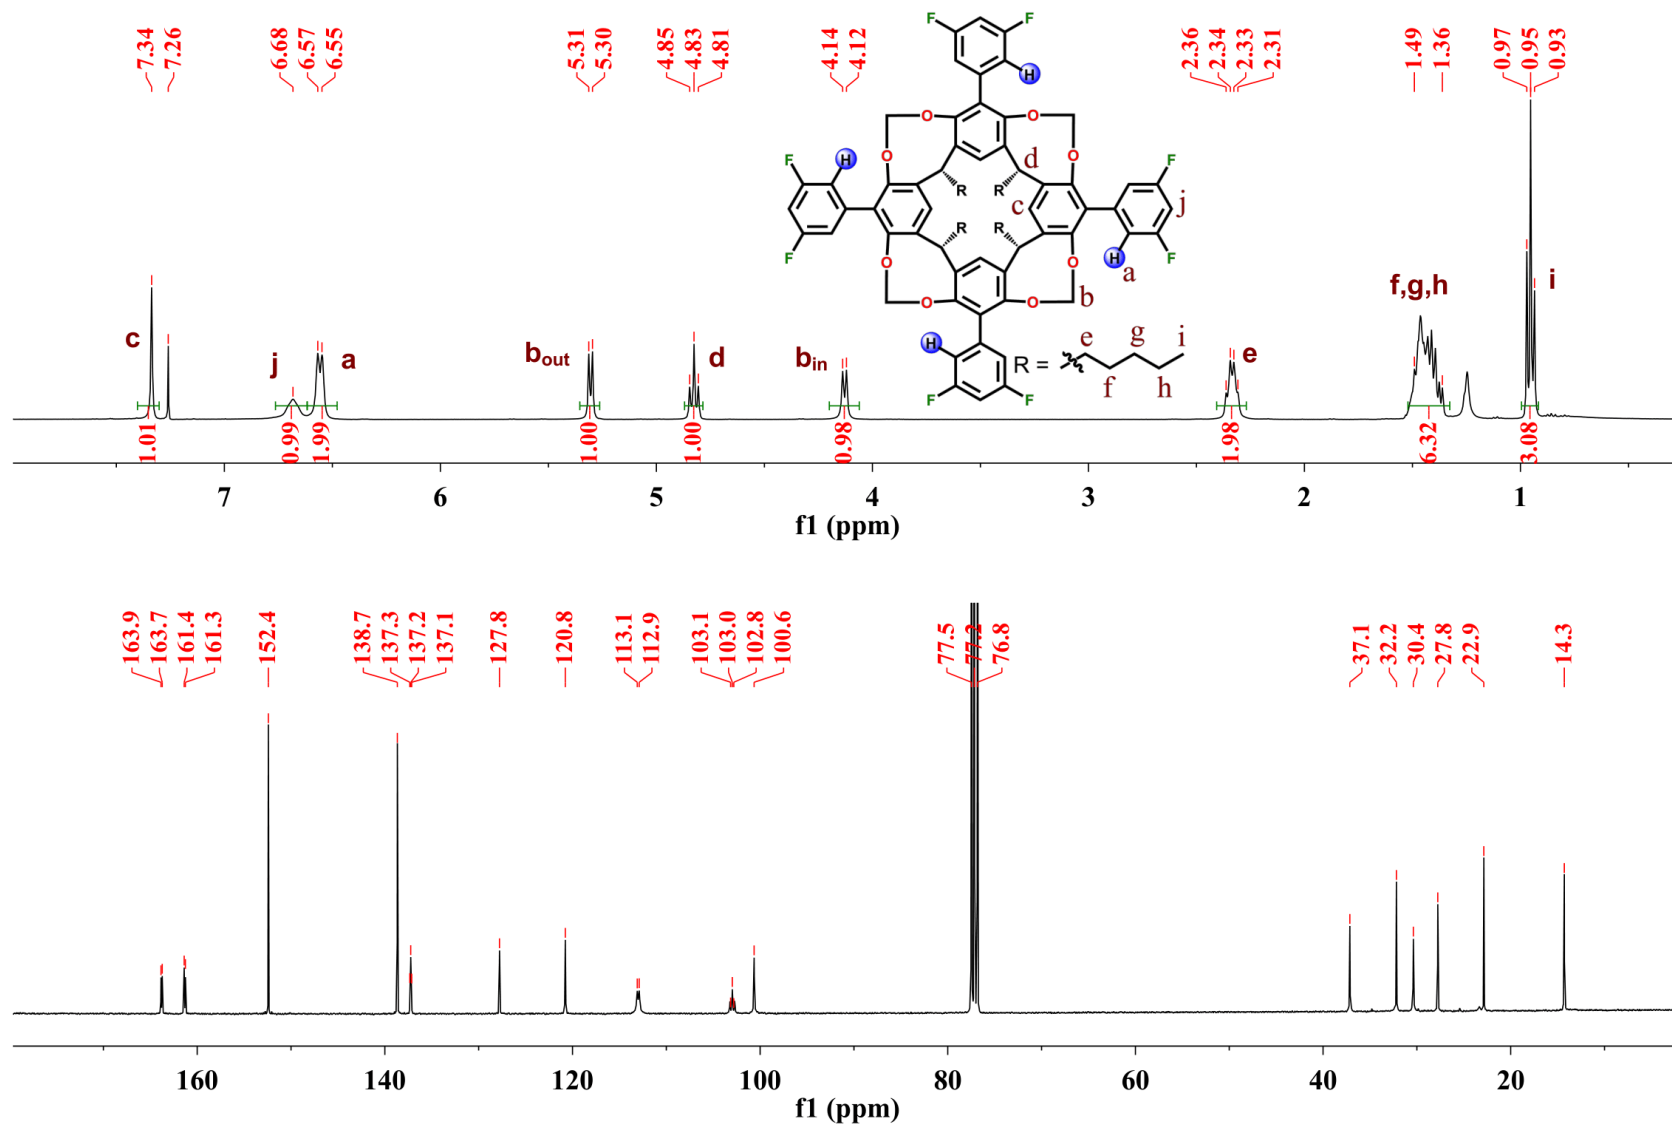 7.34
7.26
6.68
6.57
6.55
5.31
5.30
4.85
4.83
4.81
4.14
4.12
2.36
2.34
2.33
2.31
1.49
1.36
0.97
0.95
0.93
F F
H
O O
O O
H
F
R R
d
F
c
j
R R
F
F
H
a
O O
b
O O
H
F F
R =
e g i
f h
c
j
a
b out
d
b in
e
f,g,h
i
1.01
0.99
1.99
1.00
1.00
0.98
1.98
6.32
3.08
7 6 5 4 3 2 1
f1 (ppm)
163.9
163.7
161.4
161.3
152.4
138.7
137.3
137.2
137.1
127.8
120.8
113.1
112.9
103.1
103.0
102.8
100.6
77.5
77.2
76.8
37.1
32.2
30.4
27.8
22.9
14.3
160 140 120 100 80 60 40 20
f1 (ppm)